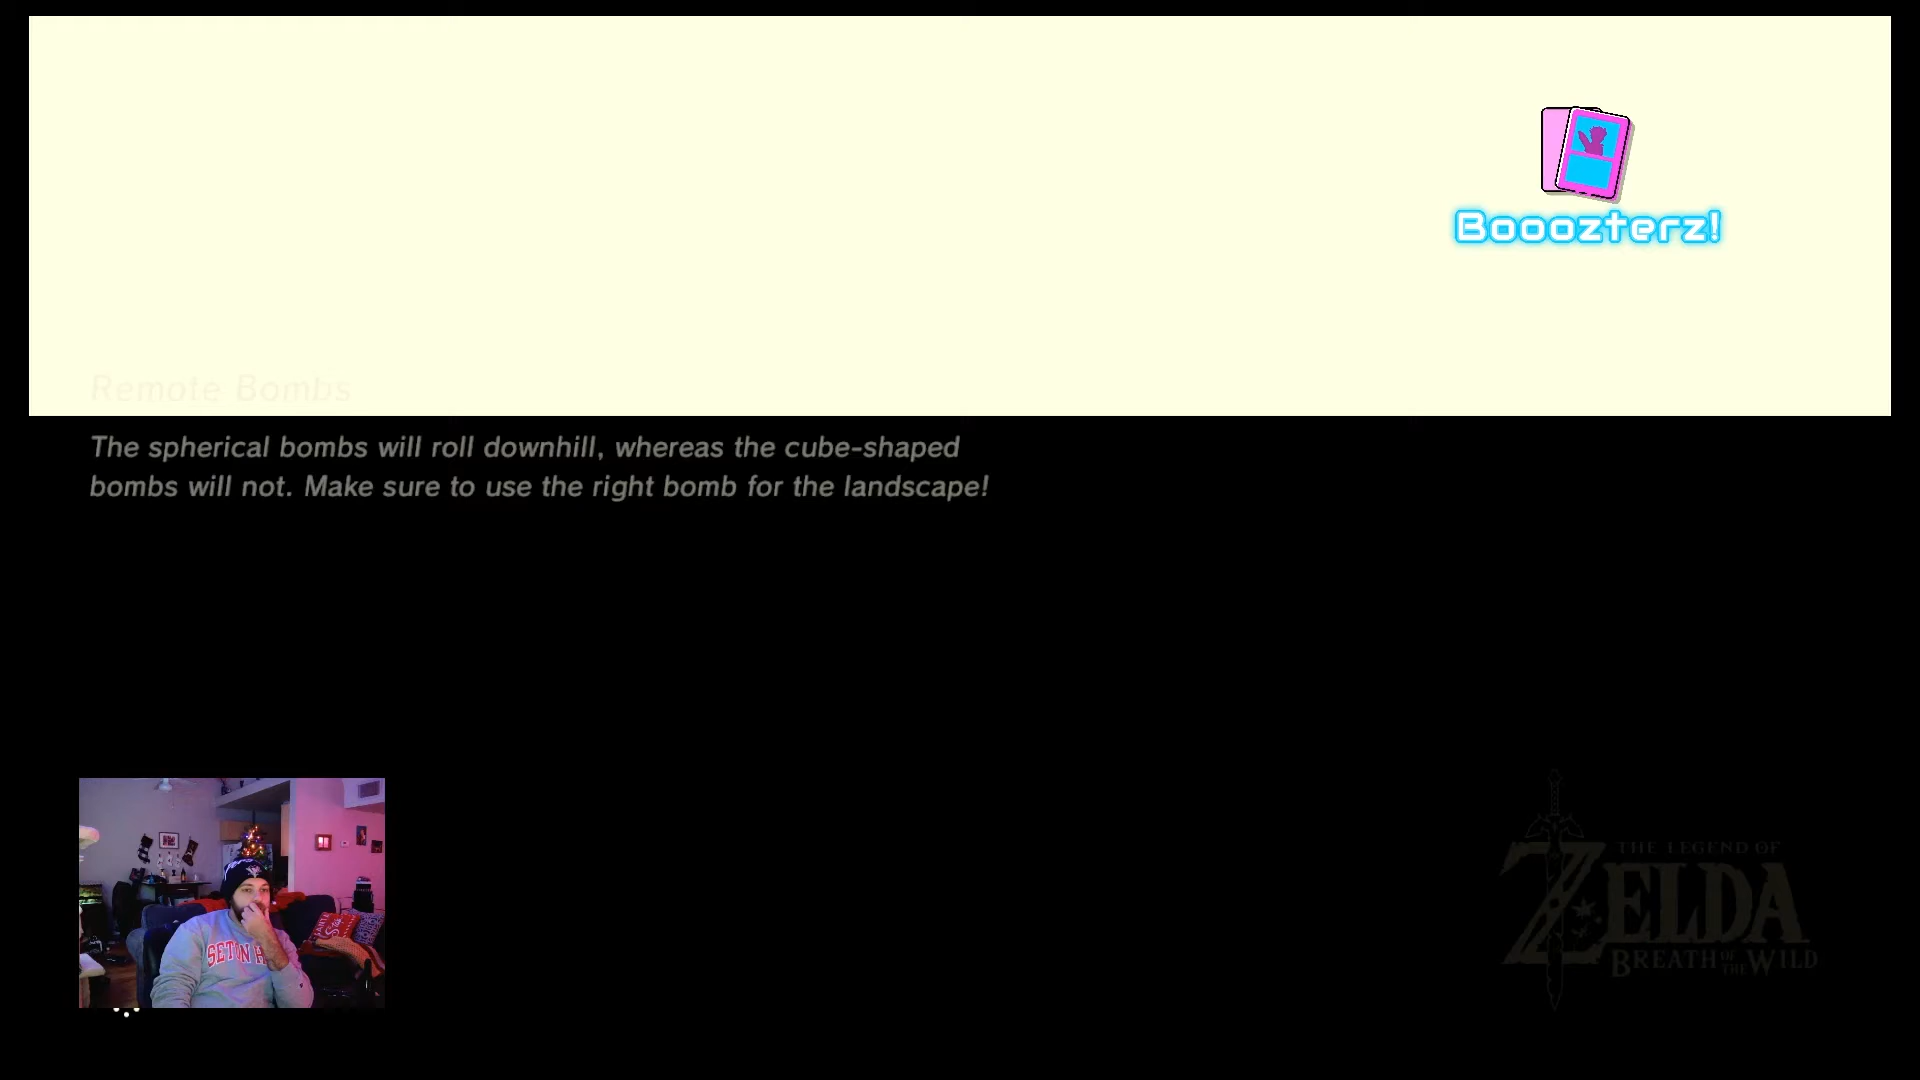 Booozterz!
Remote Bombs
The spherical bombs will roll downhill, whereas the cube-shaped
bombs will not. Make sure to use the right bomb for the landscape!
THE LEGEND OF
ZELDA
BREATH OF THE WILD
SETON H